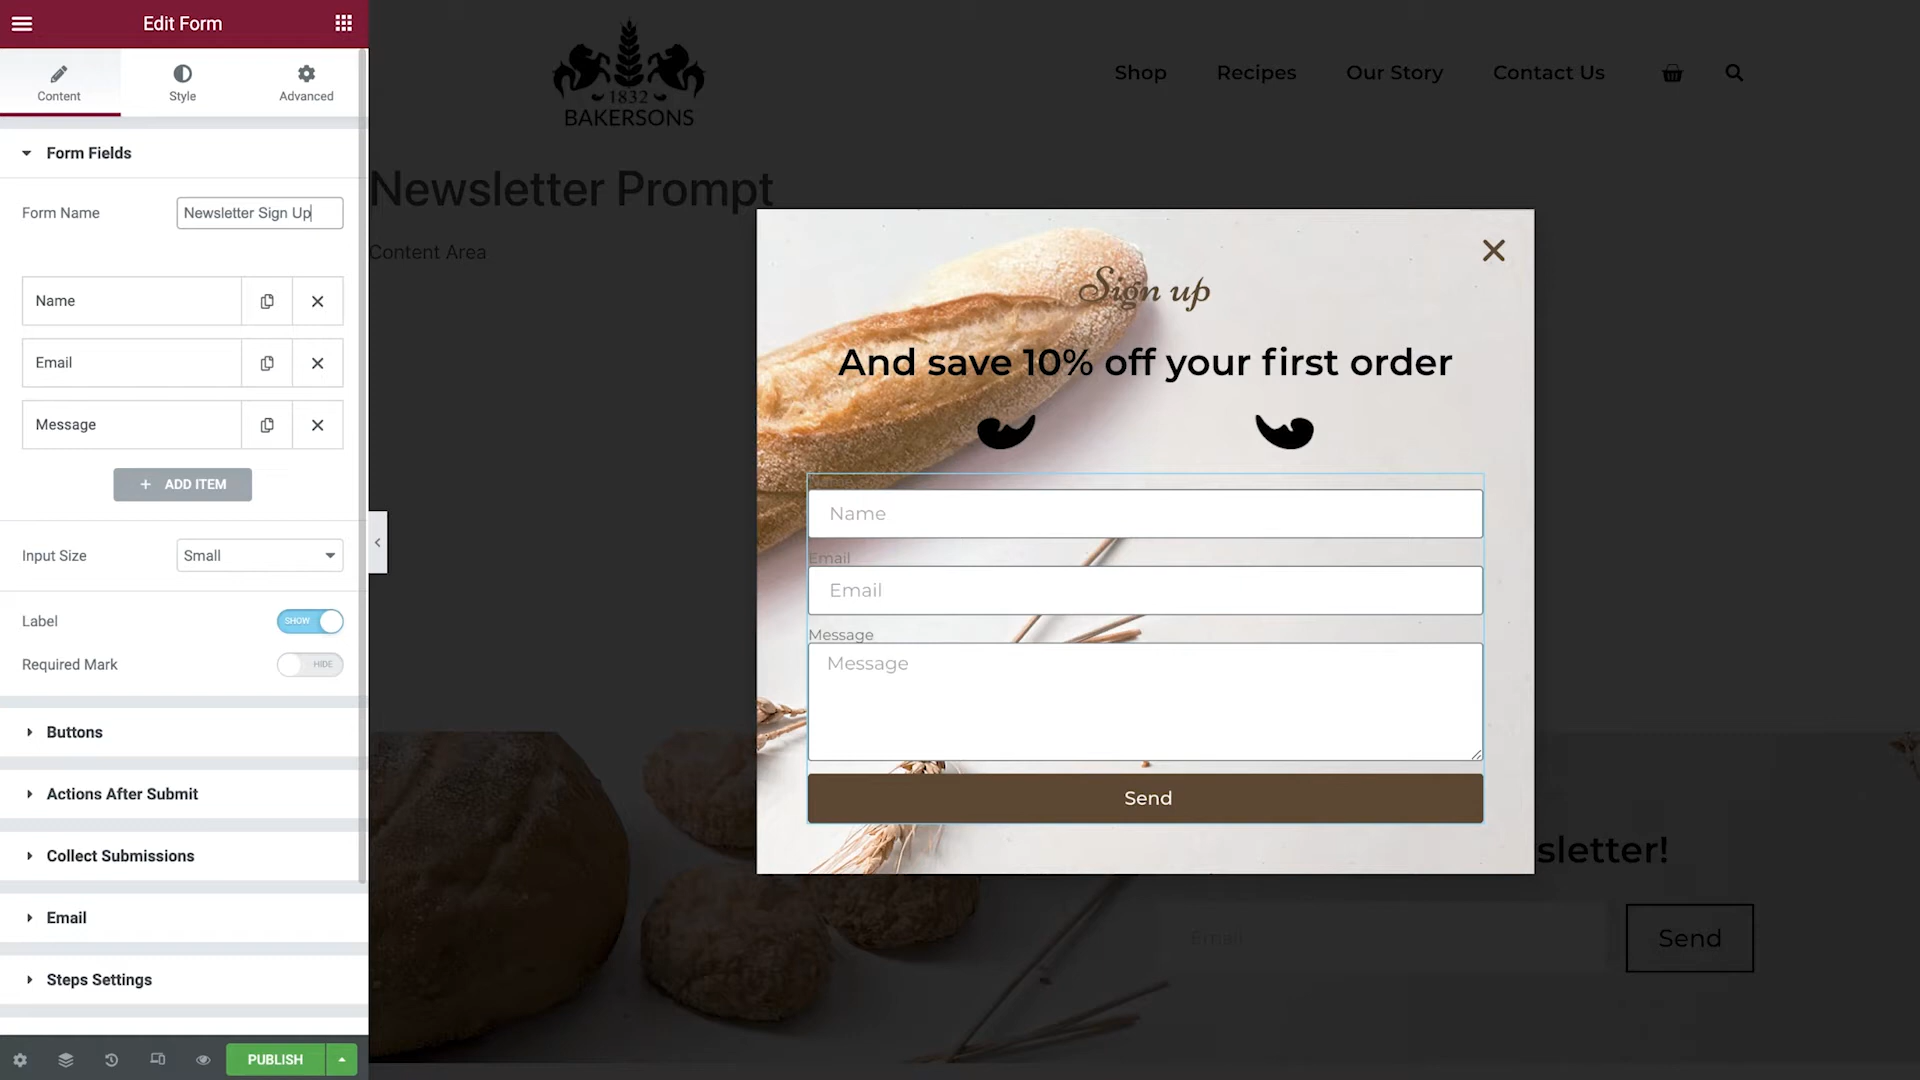 Edit Form
Content
Style
Advanced
Form Fields
Form Name
Newsletter Sign Up
Name
Email
Message
+ ADD ITEM
Input Size
Small
Label
SHOW
Required Mark
HIDE
Buttons
Actions After Submit
Collect Submissions
Email
Steps Settings
PUBLISH
1832
BAKERSONS
Shop
Recipes
Our Story
Contact Us
Newsletter Prompt
Content Area
Sign up
And save 10% off your first order
Name
Name
Email
Email
Message
Message
Send
sletter!
Email
Send